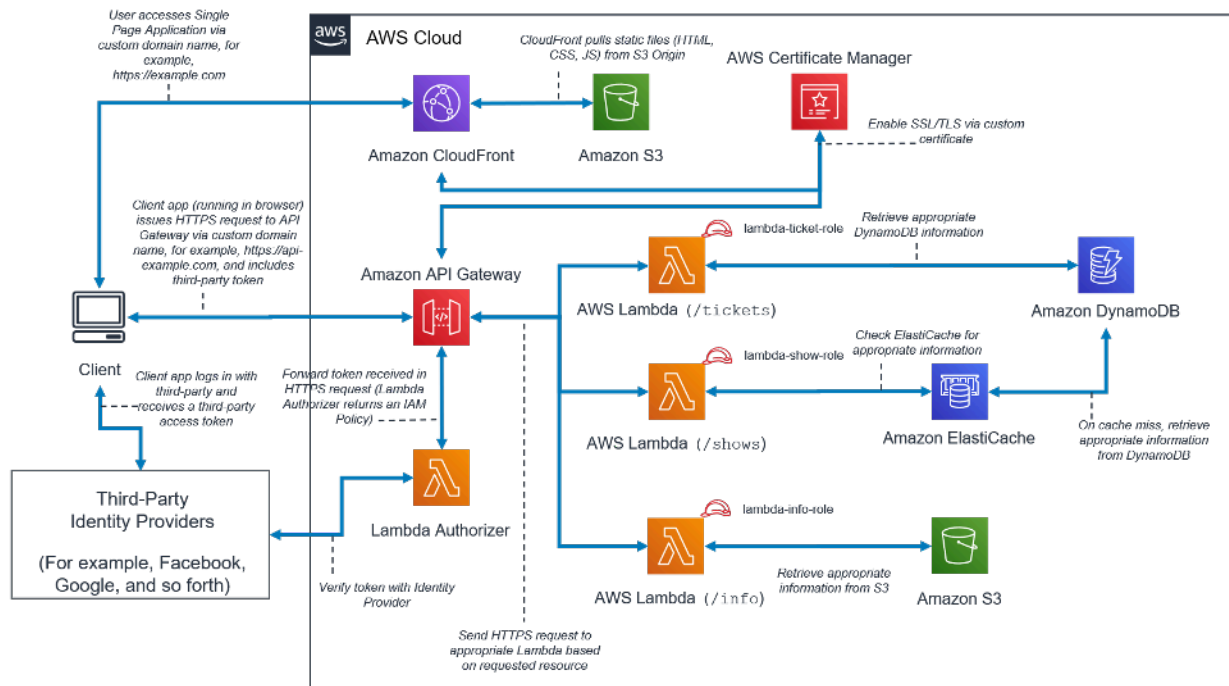 User accesses Single
Page Application via
custom domain name, for
example,
https://example.com
aws
AWS Cloud
CloudFront pulls static files (HTML,
CSS, JS) from S3 Origin
AWS Certificate Manager
Amazon CloudFront
Amazon S3
Enable SSL/TLS via custom
certificate
Client app (running in browser)
issues HTTPS request to API
Gateway via custom domain
name, for example, https://api-
example.com, and includes
third-party token
Amazon API Gateway
lambda-ticket-role
Retrieve appropriate
DynamoDB information
AWS Lambda (/tickets)
Amazon DynamoDB
Client
Client app logs in with
third-party and
receives a third-party
access token
Forward token received in
HTTPS request (Lambda
Authorizer returns an IAM
Policy)
lambda-show-role
Check ElastiCache for
appropriate information
AWS Lambda (/shows)
Amazon ElastiCache
On cache miss, retrieve
appropriate information
from DynamoDB
Third-Party
Identity Providers
(For example, Facebook,
Google, and so forth)
Lambda Authorizer
Verify token with Identity
Provider
lambda-info-role
AWS Lambda (/info)
Retrieve appropriate
information from S3
Amazon S3
Send HTTPS request to
appropriate Lambda based
on requested resource